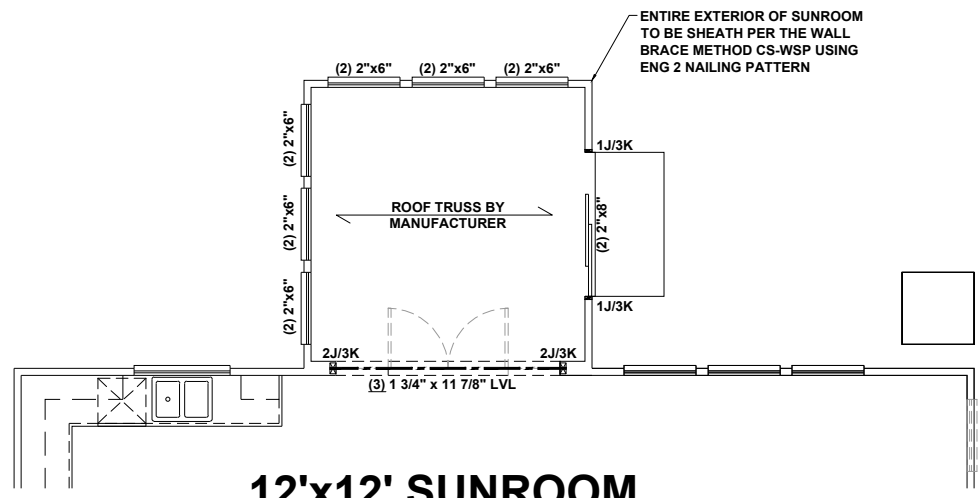 ENTIRE EXTERIOR OF SUNROOM
TO BE SHEATH PER THE WALL
BRACE METHOD CS-WSP USING
ENG 2 NAILING PATTERN
(2) 2"x6"
(2) 2"x6"
(2) 2"x6"
(2) 2"x6"
(2) 2"x6"
(2) 2"x6"
1J/3K
ROOF TRUSS BY
MANUFACTURER
(2) 2"x8"
1J/3K
2J/3K
2J/3K
(3) 1 3/4" x 11 7/8" LVL
12'x12' SUNROOM